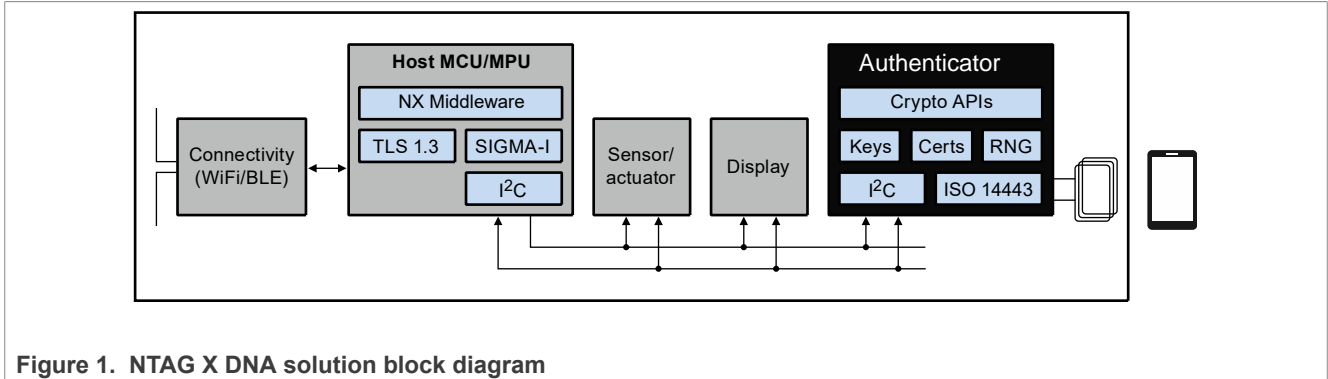 Host MCU/MPU
NX Middleware
TLS 1.3
SIGMA-I
I2C
Connectivity
(WiFi/BLE)
Sensor/
actuator
Display
Authenticator
Crypto APIs
Keys
Certs
RNG
I2C
ISO 14443
Figure 1. NTAG X DNA solution block diagram